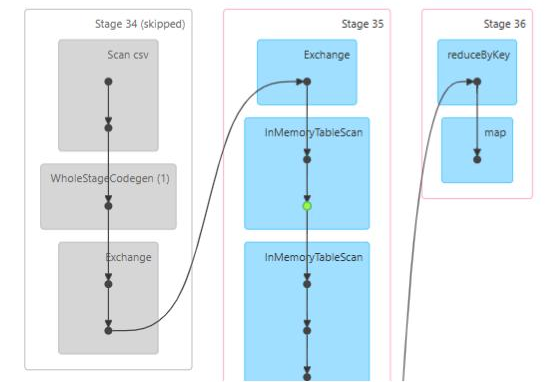 Stage 34 (skipped)
Scan csv
WholeStageCodegen (1)
Exchange
Stage 35
Exchange
InMemoryTableScan
InMemoryTableScan
Stage 36
reduceByKey
map